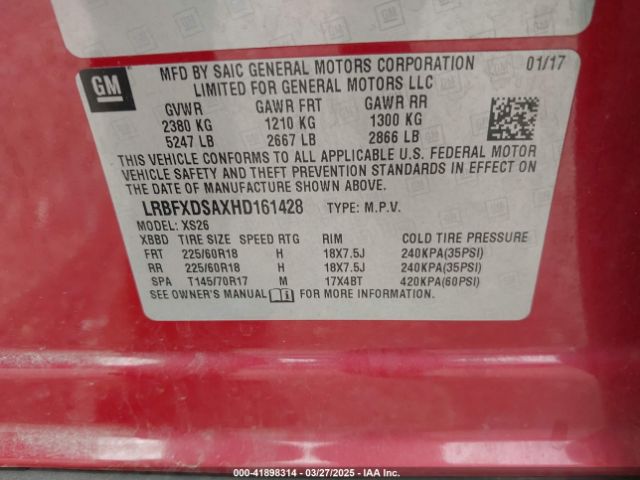 GM
MFD BY SAIC GENERAL MOTORS CORPORATION 01/17
LIMITED FOR GENERAL MOTORS LLC
GVWR GAWR FRT GAWR RR
2380 KG 1210 KG 1300 KG
5247 LB 2667 LB 2866 LB
THIS VEHICLE CONFORMS TO ALL APPLICABLE U.S. FEDERAL MOTOR
VEHICLE SAFETY AND THEFT PREVENTION STANDARDS IN EFFECT ON
THE DATE OF MANUFACTURE SHOWN ABOVE.
LRBFXDSAXHD161428 TYPE: M.P.V.
MODEL: XS26
XBBD TIRE SIZE SPEED RTG RIM COLD TIRE PRESSURE
FRT 225/60R18 H 18X7.5J 240KPA(35PSI)
RR 225/60R18 H 18X7.5J 240KPA(35PSI)
SPA T145/70R17 M 17X4BT 420KPA(60PSI)
SEE OWNER'S MANUAL FOR MORE INFORMATION.
000-41898314 - 03/27/2025 - IAA Inc.